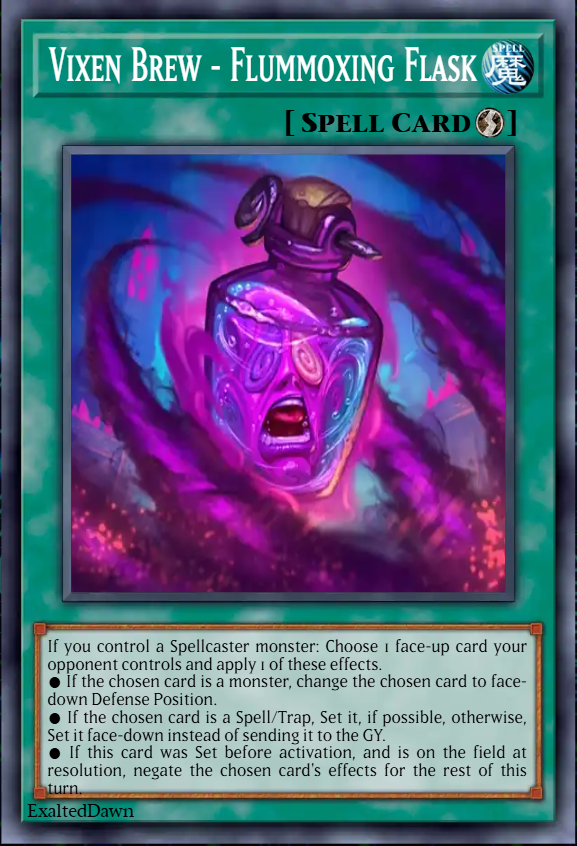 Vixen Brew - Flummoxing Flask
SPELL
魔
[ Spell Card ]
If you control a Spellcaster monster: Choose 1 face-up card your
opponent controls and apply 1 of these effects.
● If the chosen card is a monster, change the chosen card to face-
down Defense Position.
● If the chosen card is a Spell/Trap, Set it, if possible, otherwise,
Set it face-down instead of sending it to the GY.
● If this card was Set before activation, and is on the field at
resolution, negate the chosen card's effects for the rest of this
turn.
ExaltedDawn